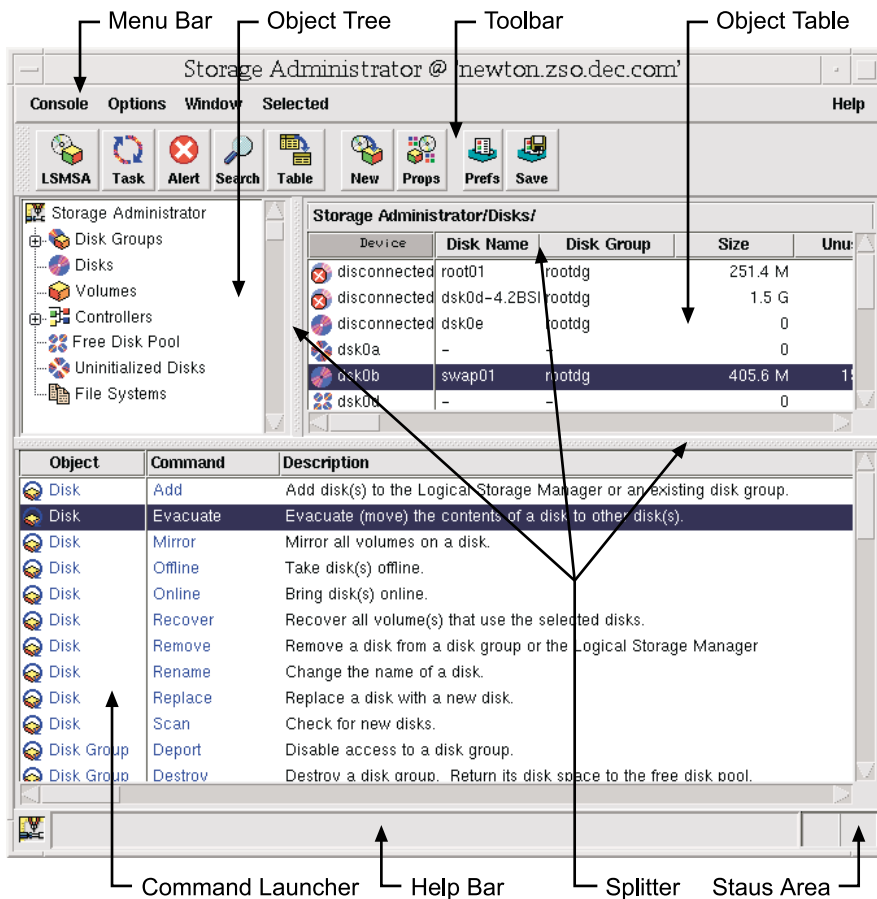 Menu Bar Object Tree Toolbar Object Table
Storage Administrator @ 'newton.zso.dec.com'
Console Options Window Selected Help
LSMSA Task Alert Search Table New Props Prefs Save
Storage Administrator
Disk Groups
Disks
Volumes
Controllers
Free Disk Pool
Uninitialized Disks
File Systems
Storage Administrator/Disks/
Device Disk Name Disk Group Size Unus
disconnected root01 rootdg 251.4 M
disconnected dsk0d-4.2BSI rootdg 1.5 G
disconnected dsk0e rootdg 0
dsk0a - - 0
dsk0b swap01 rootdg 405.6 M 15
dsk0d - - 0
Object Command Description
Disk Add Add disk(s) to the Logical Storage Manager or an existing disk group.
Disk Evacuate Evacuate (move) the contents of a disk to other disk(s).
Disk Mirror Mirror all volumes on a disk.
Disk Offline Take disk(s) offline.
Disk Online Bring disk(s) online.
Disk Recover Recover all volume(s) that use the selected disks.
Disk Remove Remove a disk from a disk group or the Logical Storage Manager
Disk Rename Change the name of a disk.
Disk Replace Replace a disk with a new disk.
Disk Scan Check for new disks.
Disk Group Deport Disable access to a disk group.
Disk Group Destroy Destroy a disk group. Return its disk space to the free disk pool.
Command Launcher Help Bar Splitter Staus Area